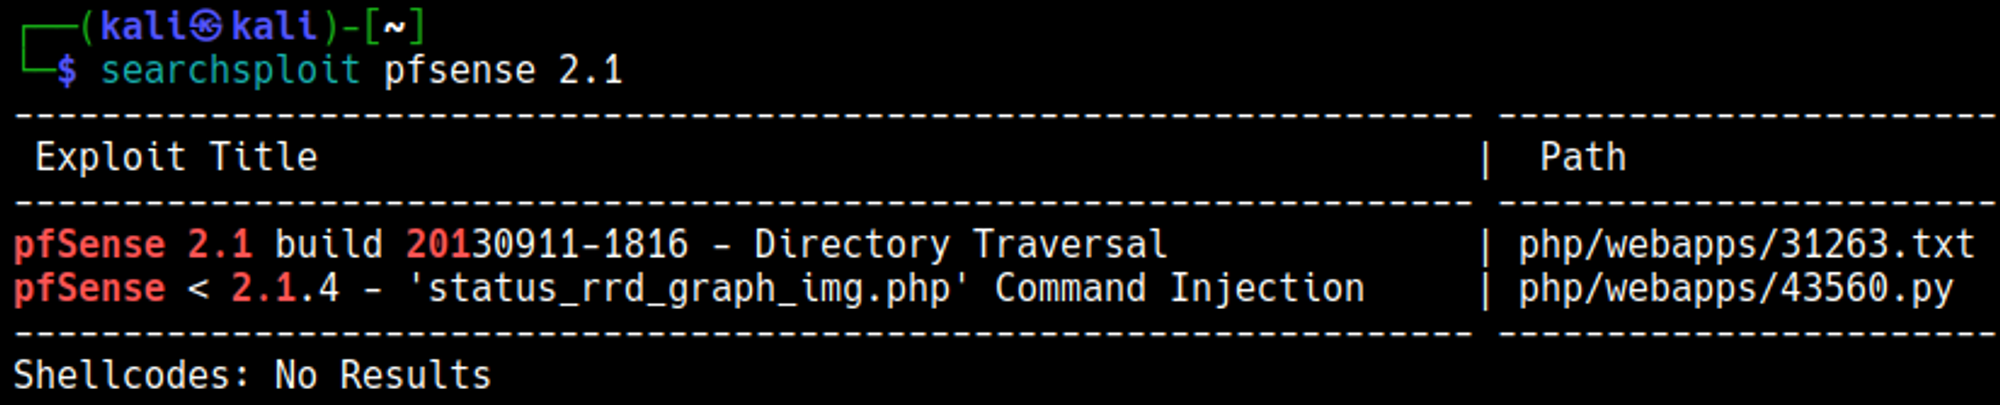 ┌──(kali㉿kali)-[~]
└─$ searchsploit pfsense 2.1
------------------------------------------------------------------- -----------------------
 Exploit Title | Path
------------------------------------------------------------------- -----------------------
pfSense 2.1 build 20130911-1816 - Directory Traversal | php/webapps/31263.txt
pfSense < 2.1.4 - 'status_rrd_graph_img.php' Command Injection | php/webapps/43560.py
------------------------------------------------------------------- -----------------------
Shellcodes: No Results